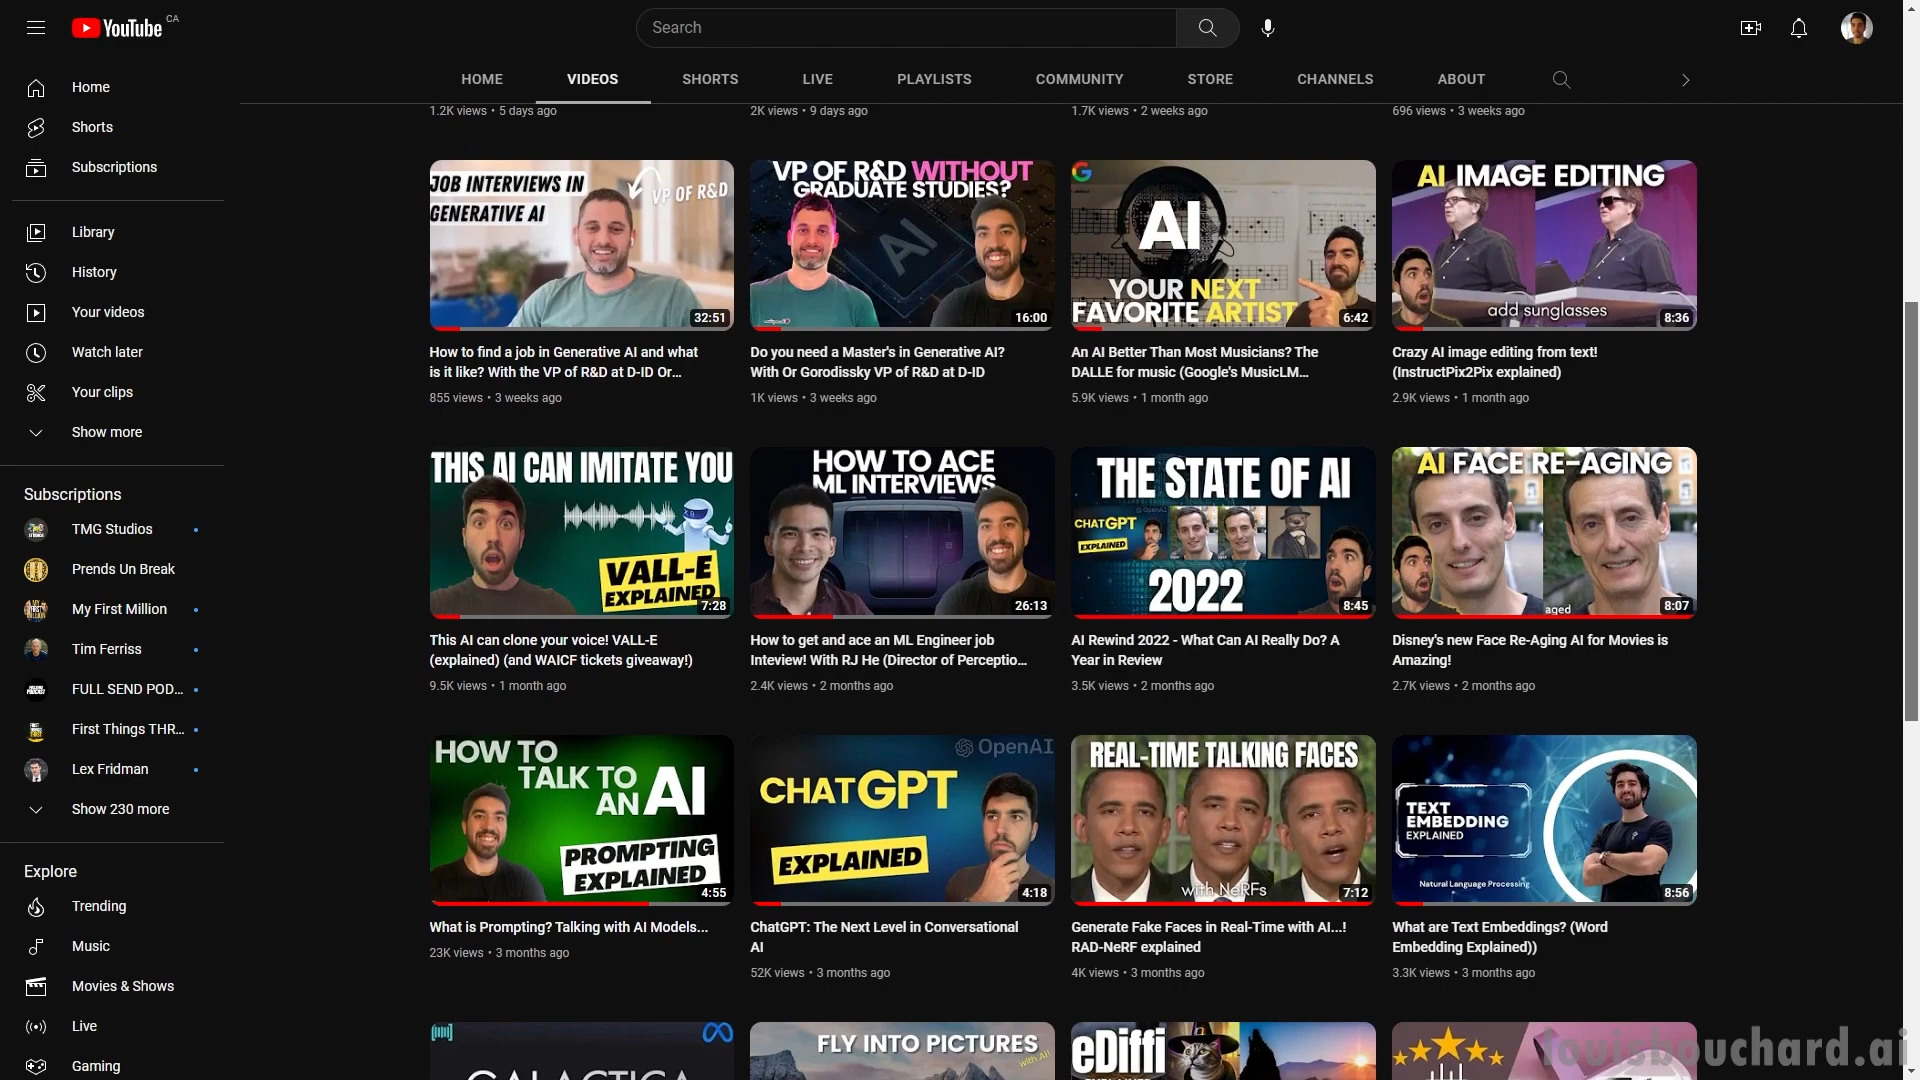 YouTube CA
Search
HOME VIDEOS SHORTS LIVE PLAYLISTS COMMUNITY STORE CHANNELS ABOUT
Home
Shorts
Subscriptions
Library
History
Your videos
Watch later
Your clips
Show more
Subscriptions
TMG Studios
Prends Un Break
My First Million
Tim Ferriss
FULL SEND POD...
First Things THR...
Lex Fridman
Show 230 more
Explore
Trending
Music
Movies & Shows
Live
Gaming
1.2K views • 5 days ago
2K views • 9 days ago
1.7K views • 2 weeks ago
696 views • 3 weeks ago
JOB INTERVIEWS IN
GENERATIVE AI
VP OF R&D
32:51
How to find a job in Generative AI and what
is it like? With the VP of R&D at D-ID Or...
855 views • 3 weeks ago
VP OF R&D WITHOUT
GRADUATE STUDIES?
AI
16:00
Do you need a Master's in Generative AI?
With Or Gorodissky VP of R&D at D-ID
1K views • 3 weeks ago
AI
YOUR NEXT
FAVORITE ARTIST
6:42
An AI Better Than Most Musicians? The
DALLE for music (Google's MusicLM...
5.9K views • 1 month ago
AI IMAGE EDITING
add sunglasses
8:36
Crazy AI image editing from text!
(InstructPix2Pix explained)
2.9K views • 1 month ago
THIS AI CAN IMITATE YOU
VALL-E
EXPLAINED
7:28
This AI can clone your voice! VALL-E
(explained) (and WAICF tickets giveaway!)
9.5K views • 1 month ago
HOW TO ACE
ML INTERVIEWS
26:13
How to get and ace an ML Engineer job
Inteview! With RJ He (Director of Perceptio...
2.4K views • 2 months ago
THE STATE OF AI
OpenAI
CHATGPT
EXPLAINED
2022
8:45
AI Rewind 2022 - What Can AI Really Do? A
Year in Review
3.5K views • 2 months ago
AI FACE RE-AGING
aged
8:07
Disney's new Face Re-Aging AI for Movies is
Amazing!
2.7K views • 2 months ago
HOW TO
TALK TO
AN AI
PROMPTING
EXPLAINED
4:55
What is Prompting? Talking with AI Models...
23K views • 3 months ago
OpenAI
CHATGPT
EXPLAINED
4:18
ChatGPT: The Next Level in Conversational
AI
52K views • 3 months ago
REAL-TIME TALKING FACES
with NeRFs
7:12
Generate Fake Faces in Real-Time with AI...!
RAD-NeRF explained
4K views • 3 months ago
TEXT
EMBEDDING
EXPLAINED
Natural Language Processing
8:56
What are Text Embeddings? (Word
Embedding Explained))
3.3K views • 3 months ago
GALACTICA
FLY INTO PICTURES
with AI!
eDiffi
louisbouchard.ai